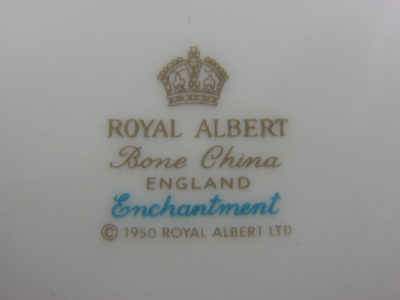 ROYAL ALBERT
Bone China
ENGLAND
Enchantment
© 1950 ROYAL ALBERT LTD